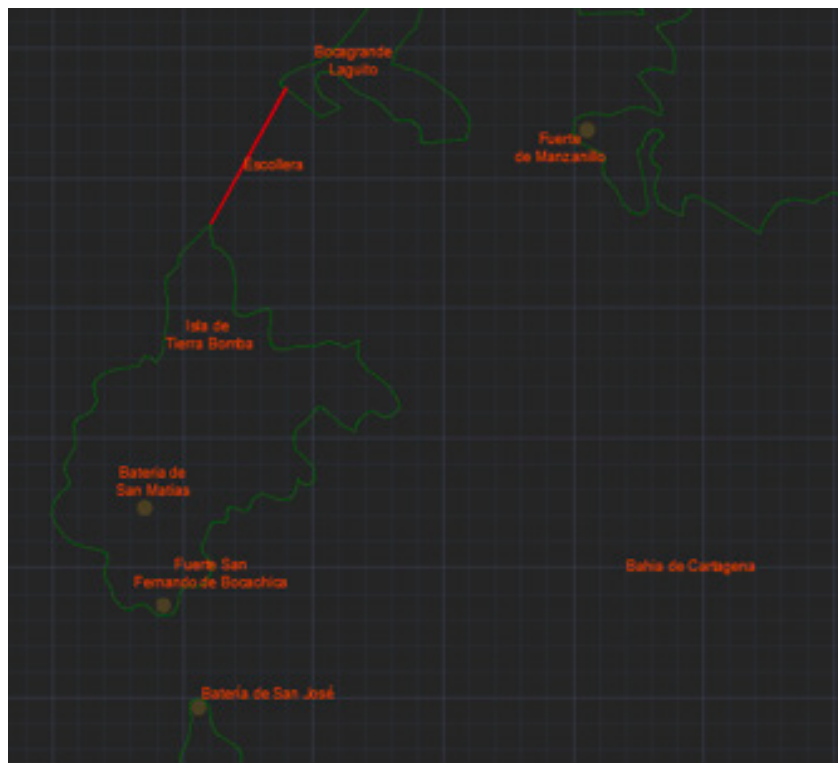 Bocagrande
Laguito
Fuerte
de Manzanillo
Escollera
Isla de
Tierra Bomba
Bateria de
San Matias
Fuerte San
Fernando de Bocachica
Bahia de Cartagena
Batería de San José